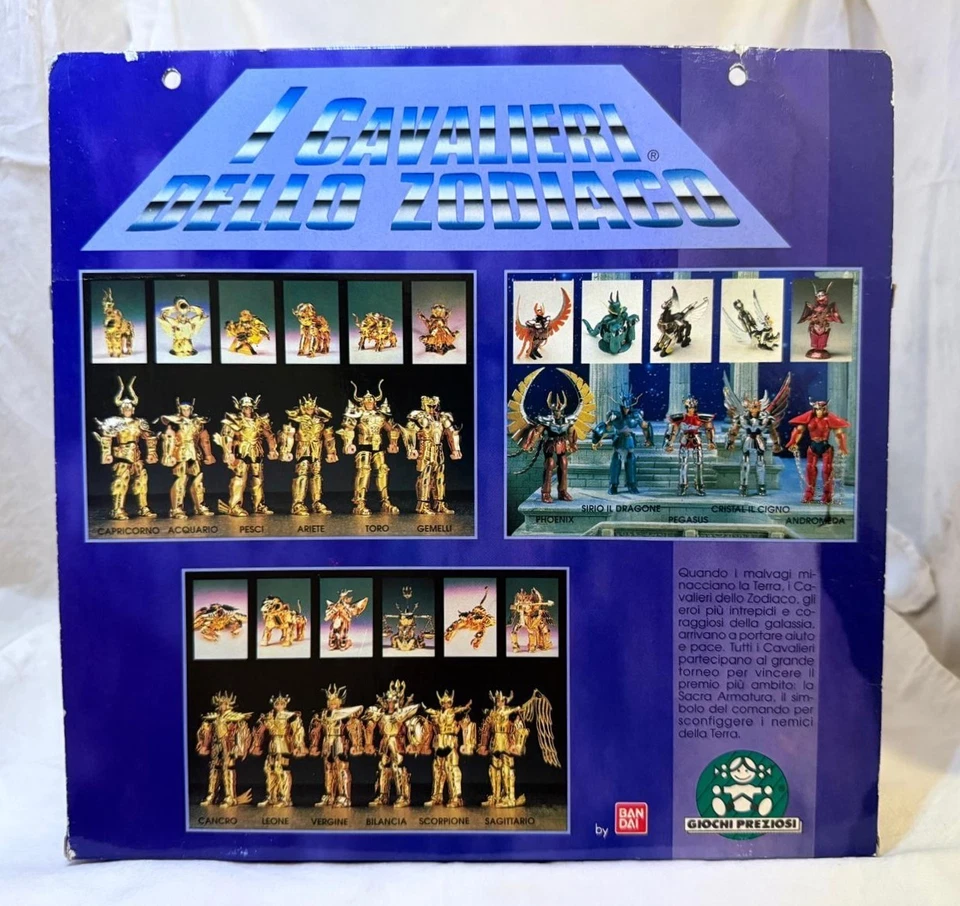 I CAVALIERI ®
DELLO ZODIACO
CAPRICORNO ACQUARIO PESCI ARIETE TORO GEMELLI
SIRIO IL DRAGONE CRISTAL IL CIGNO
PHOENIX PEGASUS ANDROMEDA
CANCRO LEONE VERGINE BILANCIA SCORPIONE SAGITTARIO
Quando i malvagi mi-
nacciano la Terra, i Ca-
valieri dello Zodiaco, gli
eroi più intrepidi e co-
raggiosi della galassia,
arrivano a portare aiuto
e pace. Tutti i Cavalieri
partecipano al grande
torneo per vincere il
premio più ambito: la
Sacra Armatura, il sim-
bolo del comando per
sconfiggere i nemici
della Terra.
by BAN
DAI
GIOCHI PREZIOSI